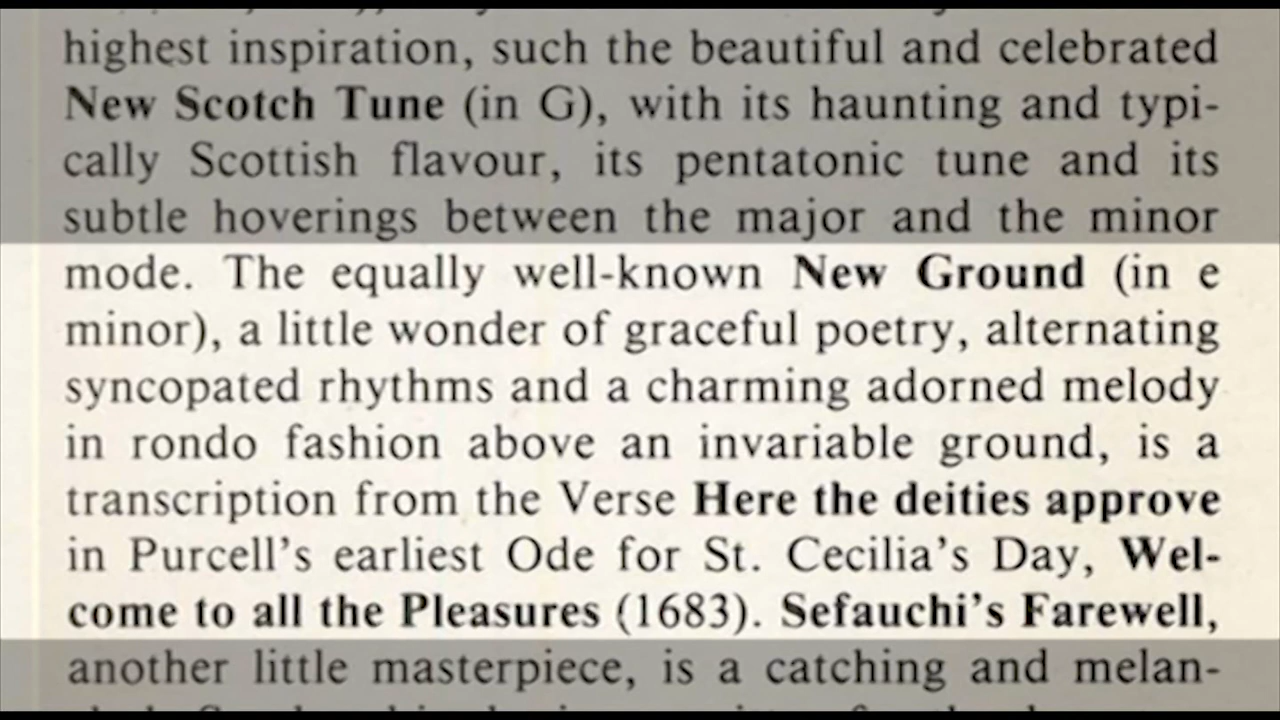 highest inspiration, such the beautiful and celebrated
New Scotch Tune (in G), with its haunting and typi-
cally Scottish flavour, its pentatonic tune and its
subtle hoverings between the major and the minor
mode. The equally well-known New Ground (in e
minor), a little wonder of graceful poetry, alternating
syncopated rhythms and a charming adorned melody
in rondo fashion above an invariable ground, is a
transcription from the Verse Here the deities approve
in Purcell's earliest Ode for St. Cecilia's Day, Wel-
come to all the Pleasures (1683). Sefauchi's Farewell,
another little masterpiece, is a catching and melan-